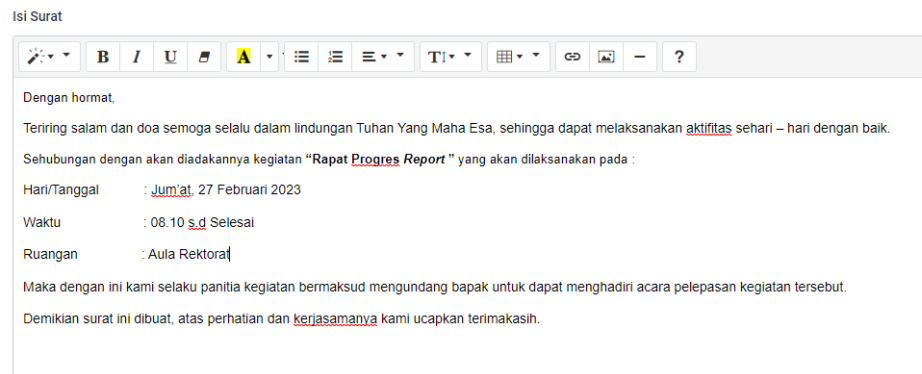 Isi Surat
B I U A TI ?
Dengan hormat,
Teriring salam dan doa semoga selalu dalam lindungan Tuhan Yang Maha Esa, sehingga dapat melaksanakan aktifitas sehari – hari dengan baik.
Sehubungan dengan akan diadakannya kegiatan “Rapat Progres Report ” yang akan dilaksanakan pada :
Hari/Tanggal : Jum'at, 27 Februari 2023
Waktu : 08.10 s.d Selesai
Ruangan : Aula Rektorat
Maka dengan ini kami selaku panitia kegiatan bermaksud mengundang bapak untuk dapat menghadiri acara pelepasan kegiatan tersebut.
Demikian surat ini dibuat, atas perhatian dan kerjasamanya kami ucapkan terimakasih.